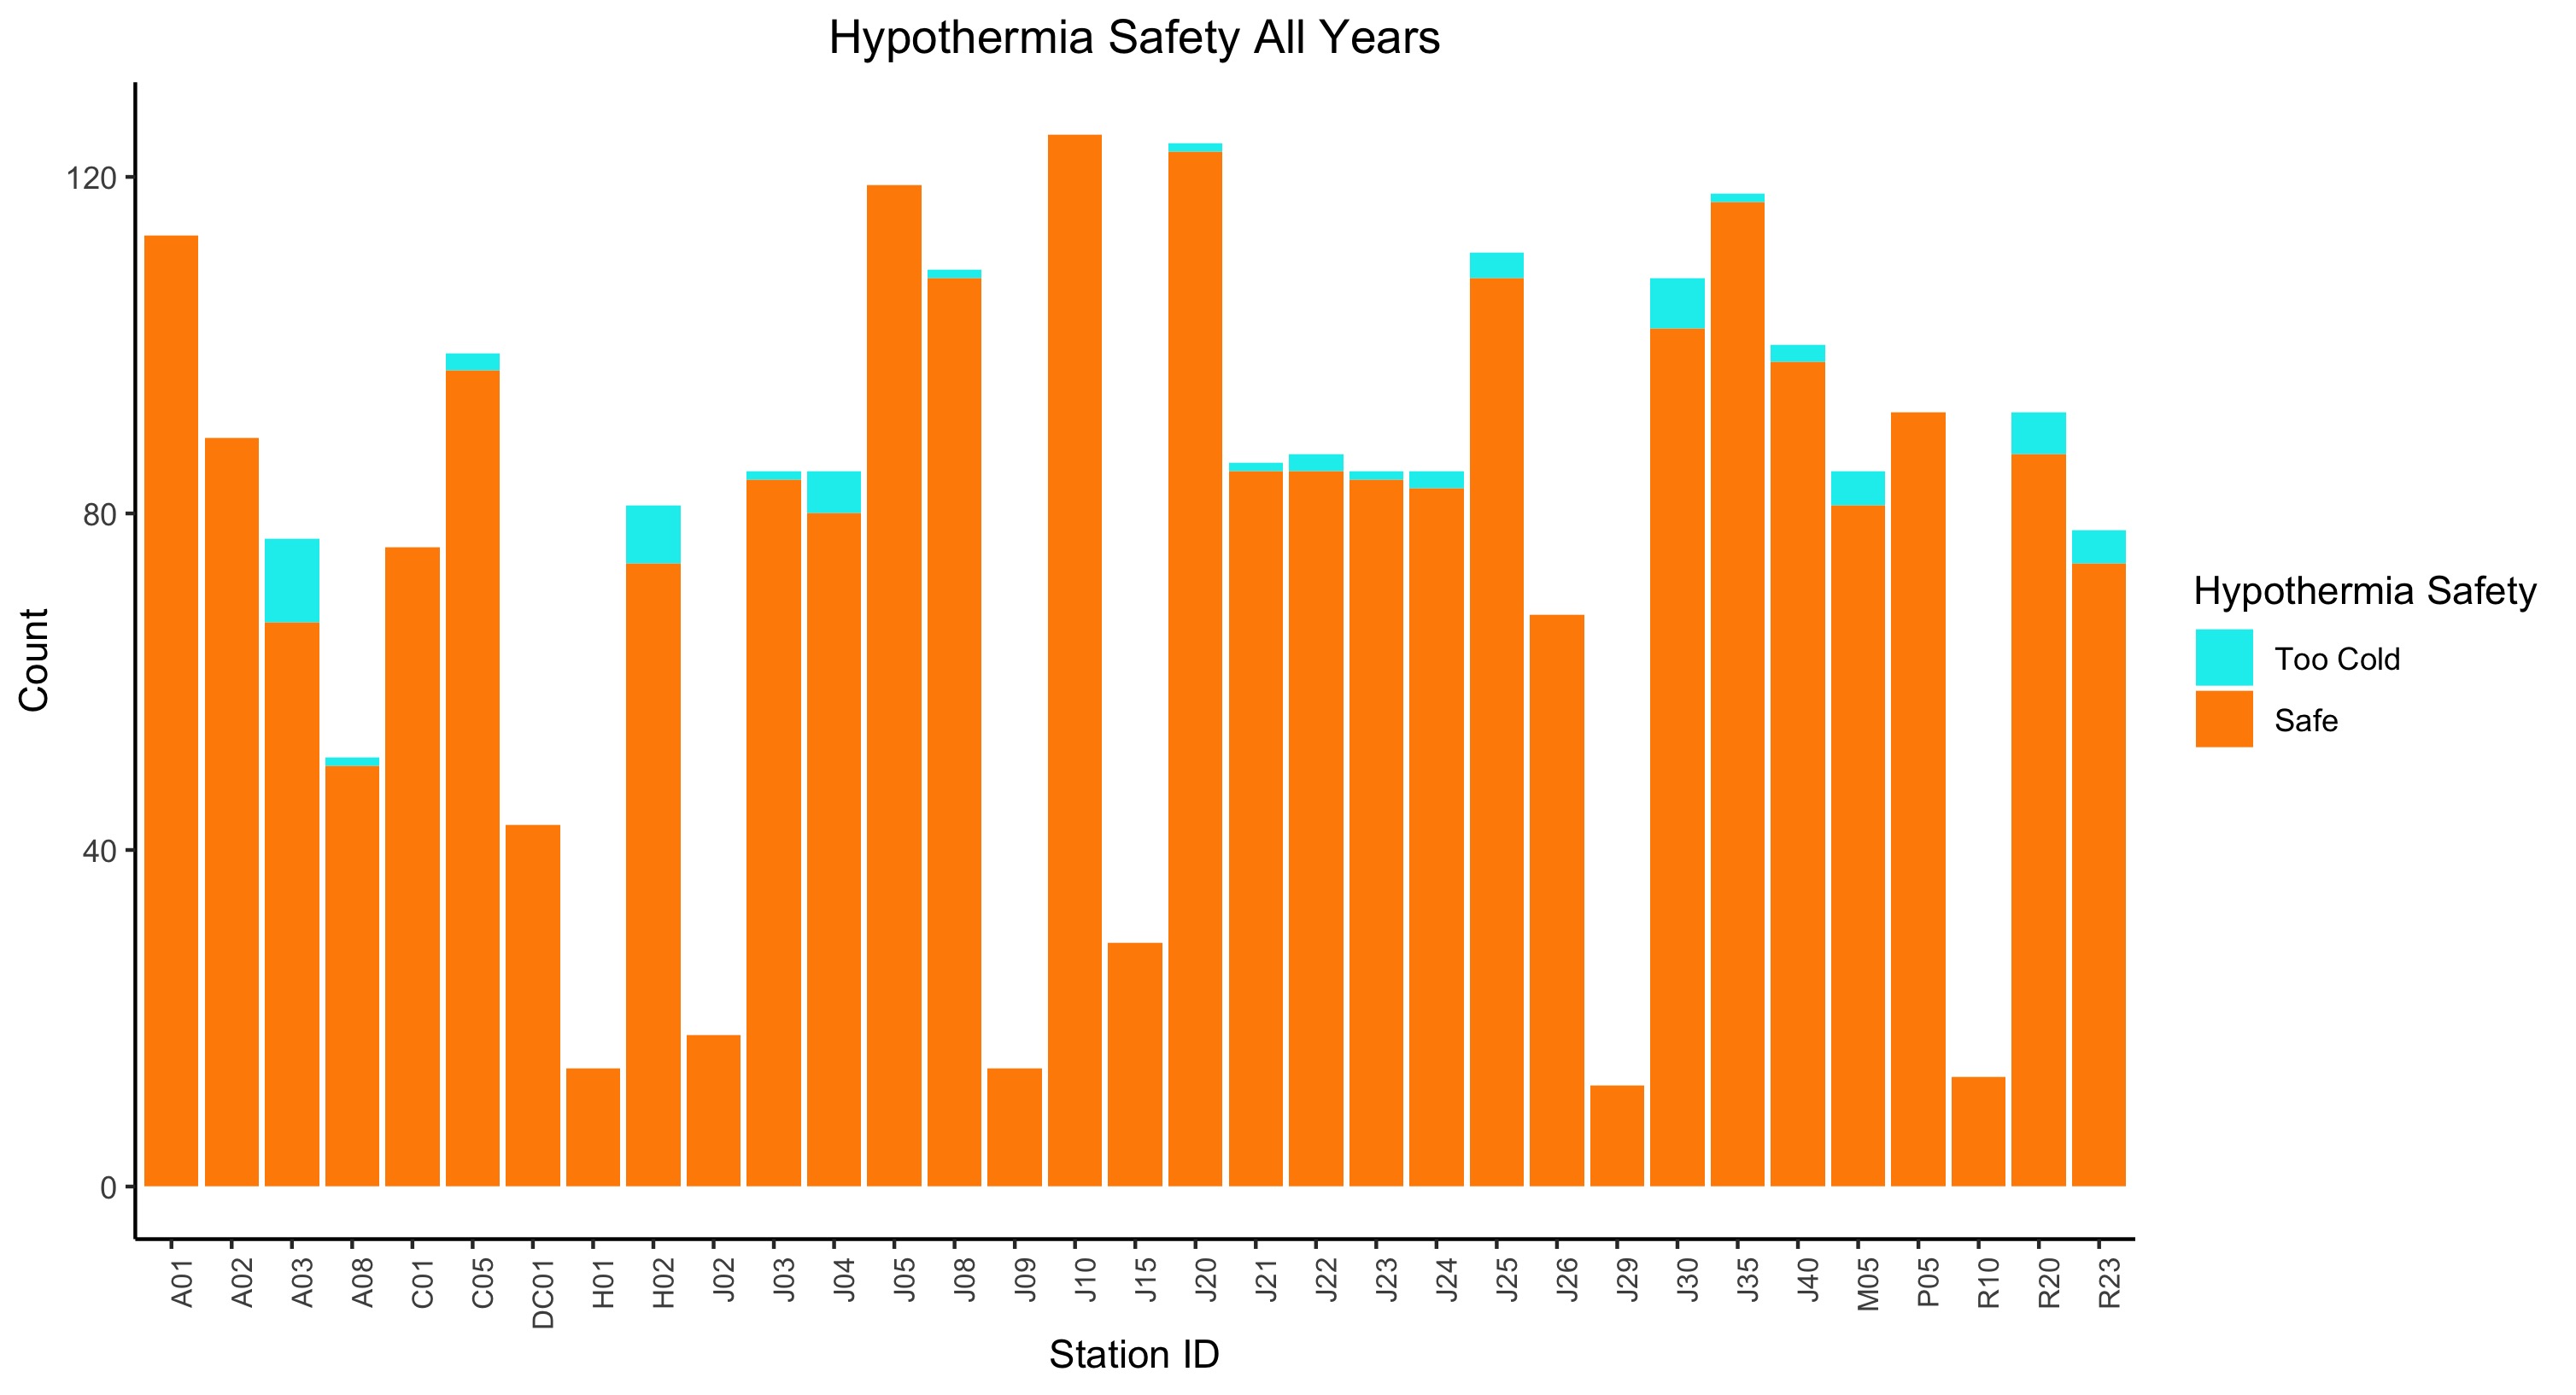 Hypothermia Safety All Years
120
80
40
0
Count
A01
A02
A03
A08
C01
C05
DC01
H01
H02
J02
J03
J04
J05
J08
J09
J10
J15
J20
J21
J22
J23
J24
J25
J26
J29
J30
J35
J40
M05
P05
R10
R20
R23
Station ID
Hypothermia Safety
Too Cold
Safe